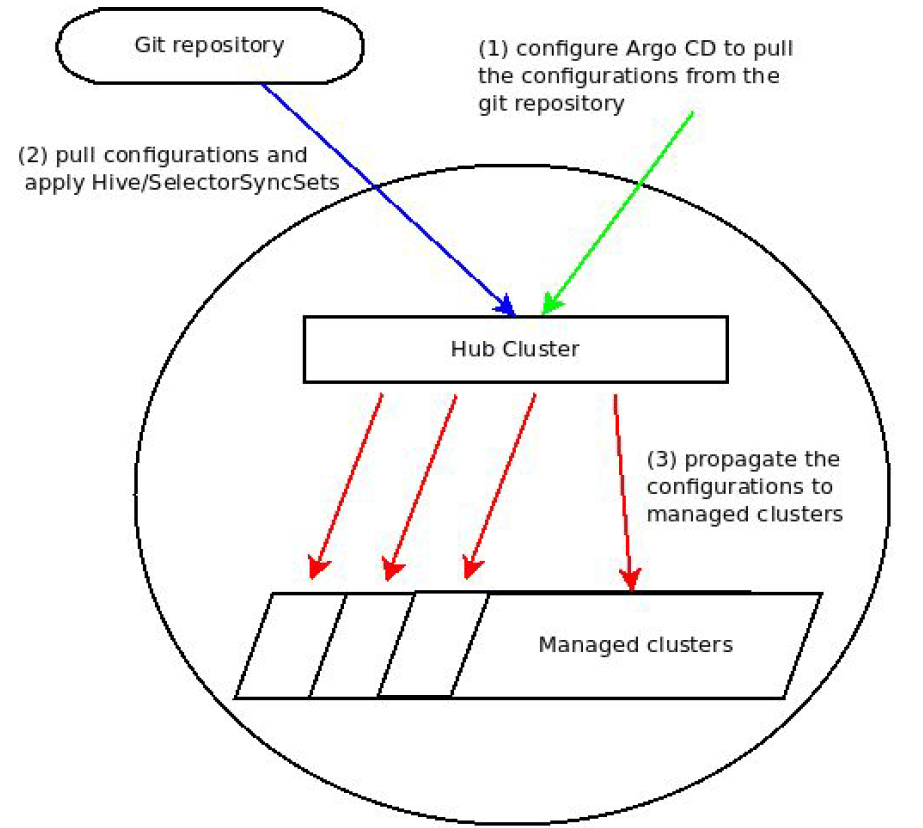 Git repository
(1) configure Argo CD to pull
the configurations from the
git repository
(2) pull configurations and
apply Hive/SelectorSyncSets
Hub Cluster
(3) propagate the
configurations to
managed clusters
Managed clusters